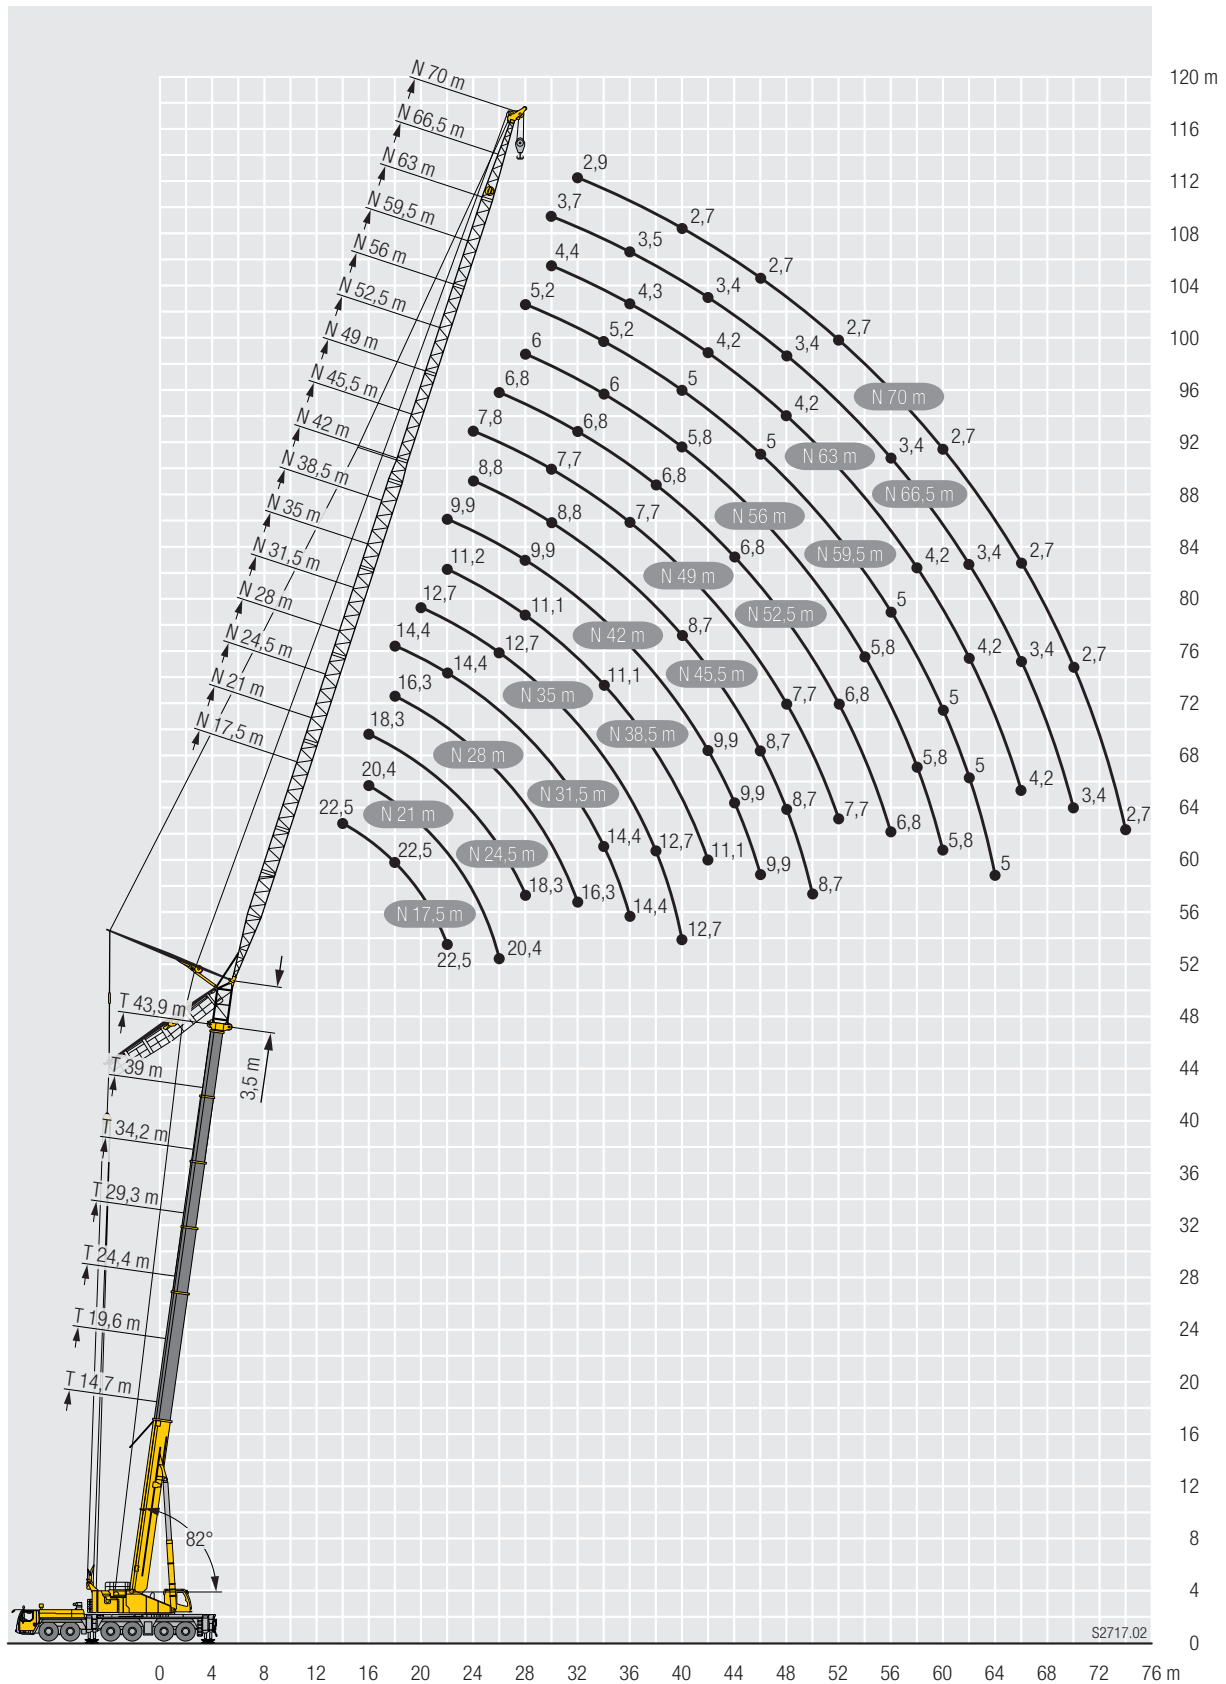 N 70 m
N 66,5 m
N 63 m
N 59,5 m
N 56 m
N 52,5 m
N 49 m
N 45,5 m
N 42 m
N 38,5 m
N 35 m
N 31,5 m
N 28 m
N 24,5 m
N 21 m
N 17,5 m
T 43,9 m
T 39 m
T 34,2 m
T 29,3 m
T 24,4 m
T 19,6 m
T 14,7 m
3,5 m
82°
2,9 2,7 2,7 2,7 2,7 2,7 2,7 2,7
N 70 m
3,7 3,5 3,4 3,4 3,4 3,4 3,4 3,4
N 66,5 m
4,4 4,3 4,2 4,2 4,2 4,2 4,2
N 63 m
5,2 5,2 5 5 5 5 5 5
N 59,5 m
6 6 5,8 5,8 5,8 5,8
N 56 m
6,8 6,8 6,8 6,8 6,8 6,8
N 52,5 m
7,8 7,7 7,7 7,7 7,7
N 49 m
8,8 8,8 8,7 8,7 8,7 8,7
N 45,5 m
9,9 9,9 9,9 9,9 9,9
N 42 m
11,2 11,1 11,1 11,1
N 38,5 m
12,7 12,7 12,7 12,7
N 35 m
14,4 14,4 14,4 14,4
N 31,5 m
16,3 16,3
N 28 m
18,3 18,3
N 24,5 m
20,4 20,4
N 21 m
22,5 22,5 22,5
N 17,5 m
120 m
116
112
108
104
100
96
92
88
84
80
76
72
68
64
60
56
52
48
44
40
36
32
28
24
20
16
12
8
4
0
S2717.02
0 4 8 12 16 20 24 28 32 36 40 44 48 52 56 60 64 68 72 76 m